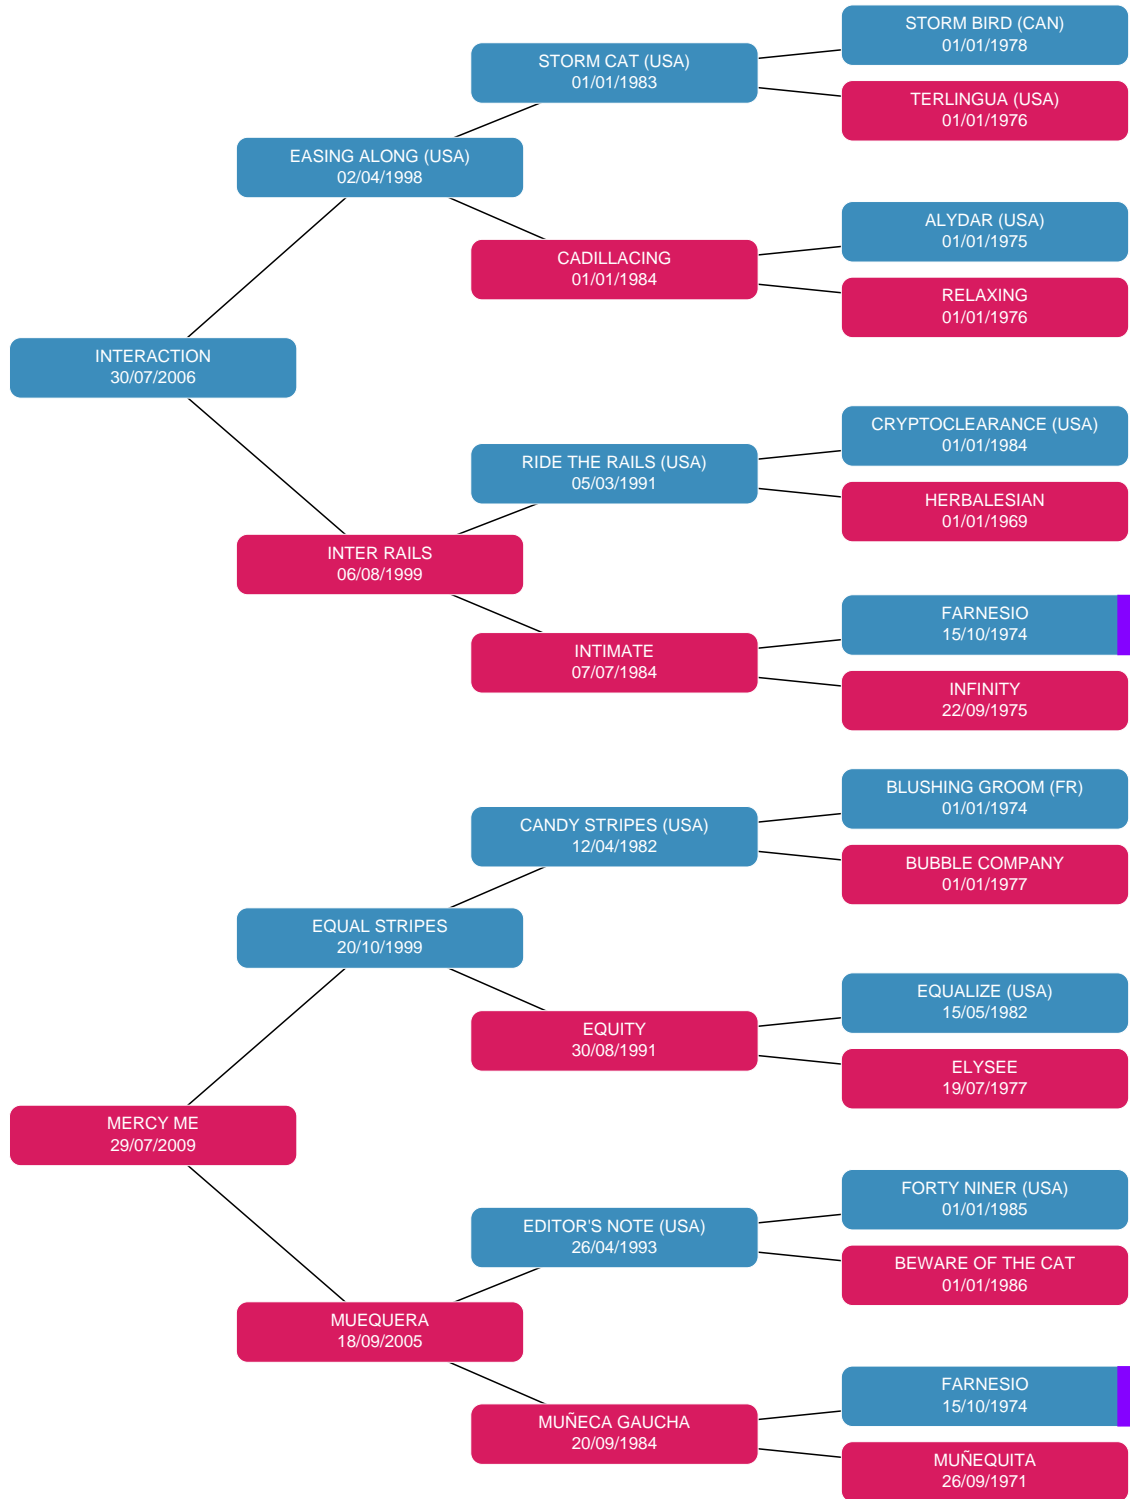 STORM BIRD (CAN)
01/01/1978
STORM CAT (USA)
01/01/1983
TERLINGUA (USA)
01/01/1976
EASING ALONG (USA)
02/04/1998
ALYDAR (USA)
01/01/1975
CADILLACING
01/01/1984
RELAXING
01/01/1976
INTERACTION
30/07/2006
CRYPTOCLEARANCE (USA)
01/01/1984
RIDE THE RAILS (USA)
05/03/1991
HERBALESIAN
01/01/1969
INTER RAILS
06/08/1999
FARNESIO
15/10/1974
INTIMATE
07/07/1984
INFINITY
22/09/1975
BLUSHING GROOM (FR)
01/01/1974
CANDY STRIPES (USA)
12/04/1982
BUBBLE COMPANY
01/01/1977
EQUAL STRIPES
20/10/1999
EQUALIZE (USA)
15/05/1982
EQUITY
30/08/1991
ELYSEE
19/07/1977
MERCY ME
29/07/2009
FORTY NINER (USA)
01/01/1985
EDITOR'S NOTE (USA)
26/04/1993
BEWARE OF THE CAT
01/01/1986
MUEQUERA
18/09/2005
FARNESIO
15/10/1974
MUÑECA GAUCHA
20/09/1984
MUÑEQUITA
26/09/1971